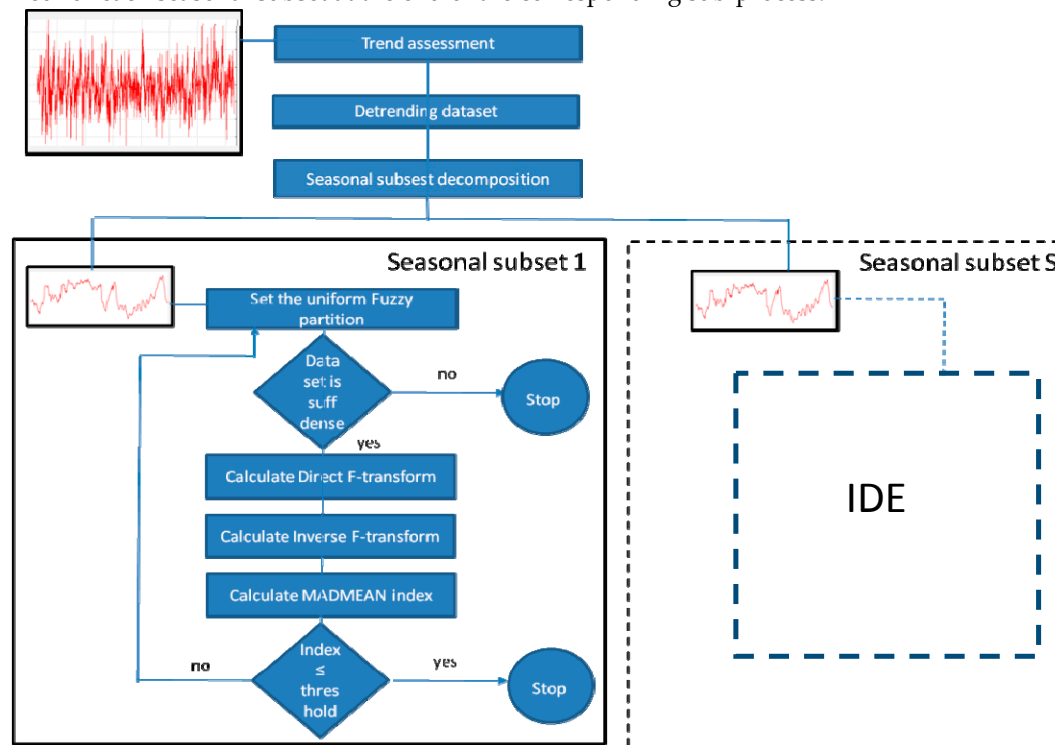 Trend assessment
Detrending dataset
Seasonal subsest decomposition
Seasonal subset 1
Seasonal subset S
Set the uniform Fuzzy
partition
Data
set is
suff
dense
no
Stop
yes
Calculate Direct F-transform
IDE
Calculate Inverse F-transform
Calculate MADMEAN index
Index
≤
thres
hold
no
yes
Stop